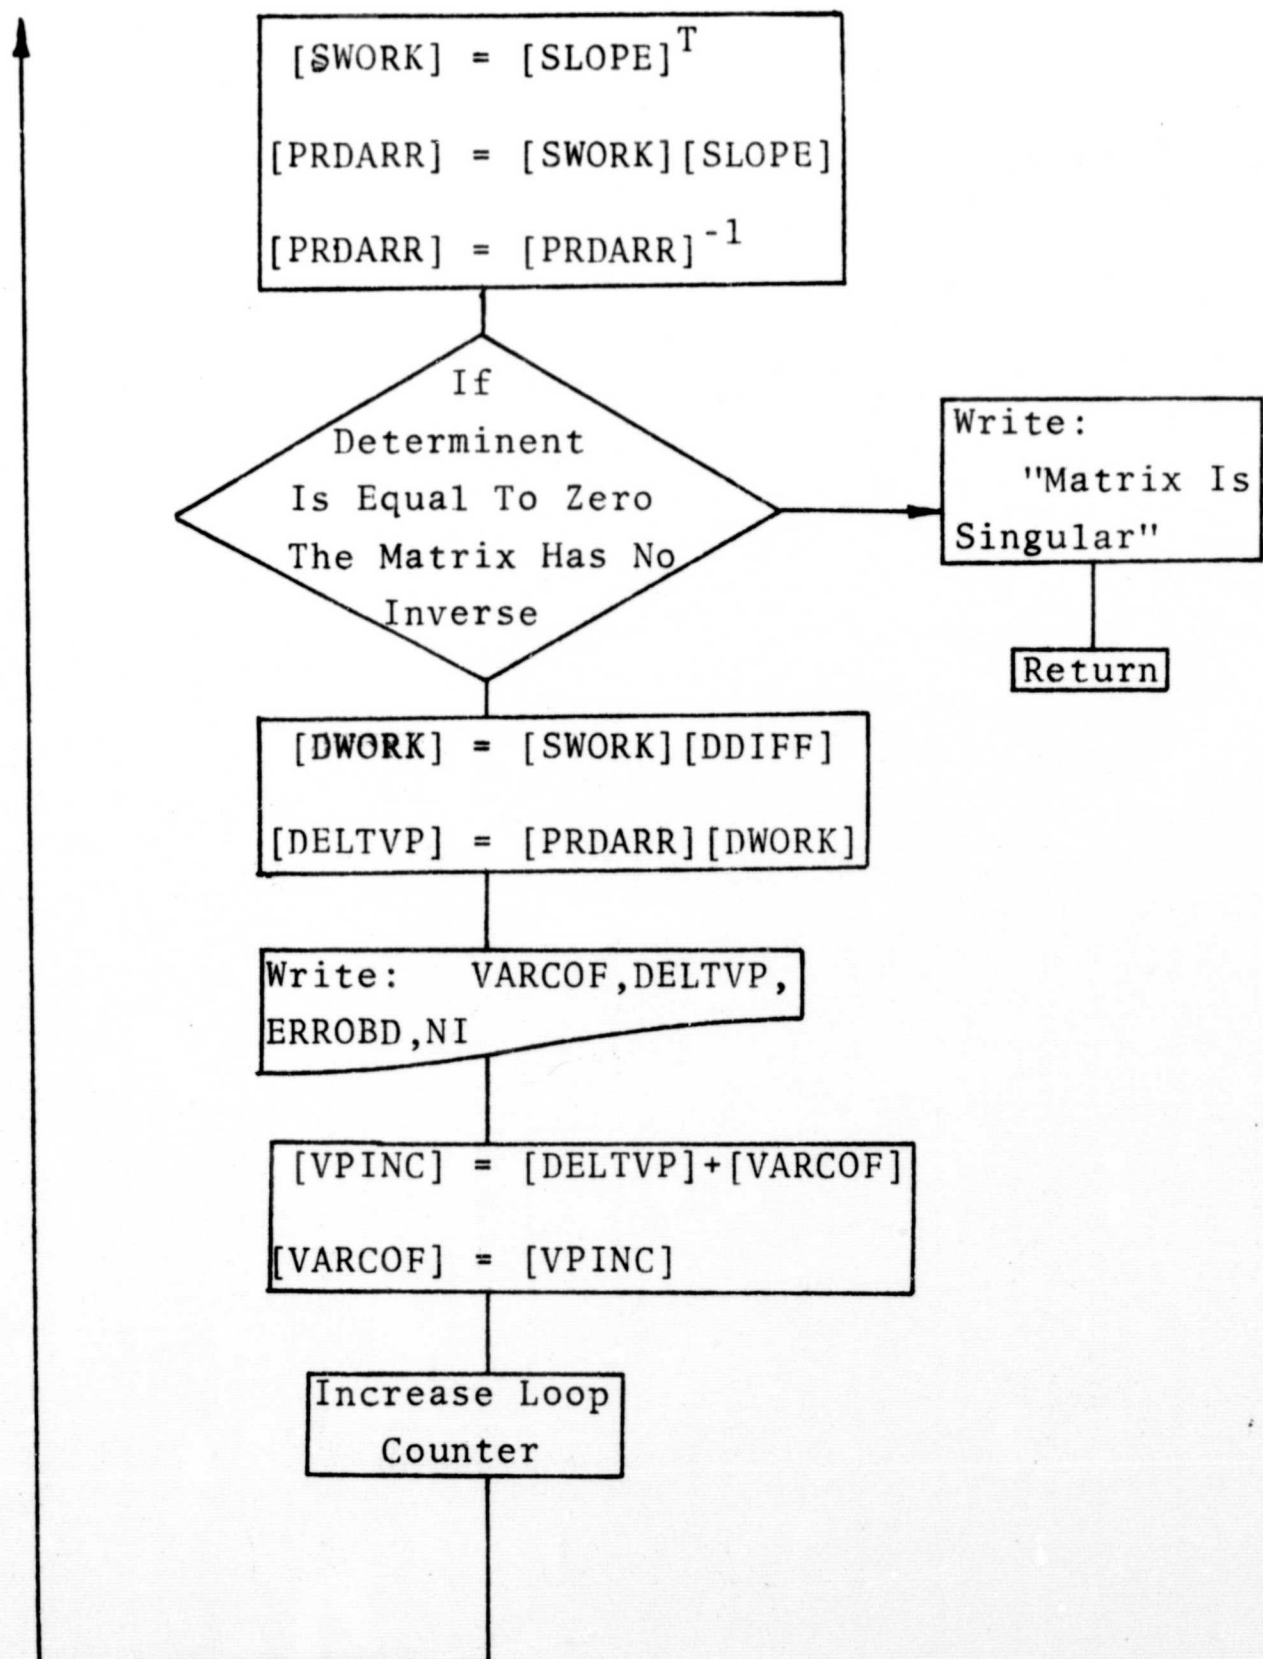 [SWORK] = [SLOPE]^T
[PRDARR] = [SWORK][SLOPE]
[PRDARR] = [PRDARR]^-1
If
Determinent
Is Equal To Zero
The Matrix Has No
Inverse
Write:
"Matrix Is
Singular"
Return
[DWORK] = [SWORK][DDIFF]
[DELTVP] = [PRDARR][DWORK]
Write: VARCOF,DELTVP,
ERROBD,NI
[VPINC] = [DELTVP]+[VARCOF]
[VARCOF] = [VPINC]
Increase Loop
Counter